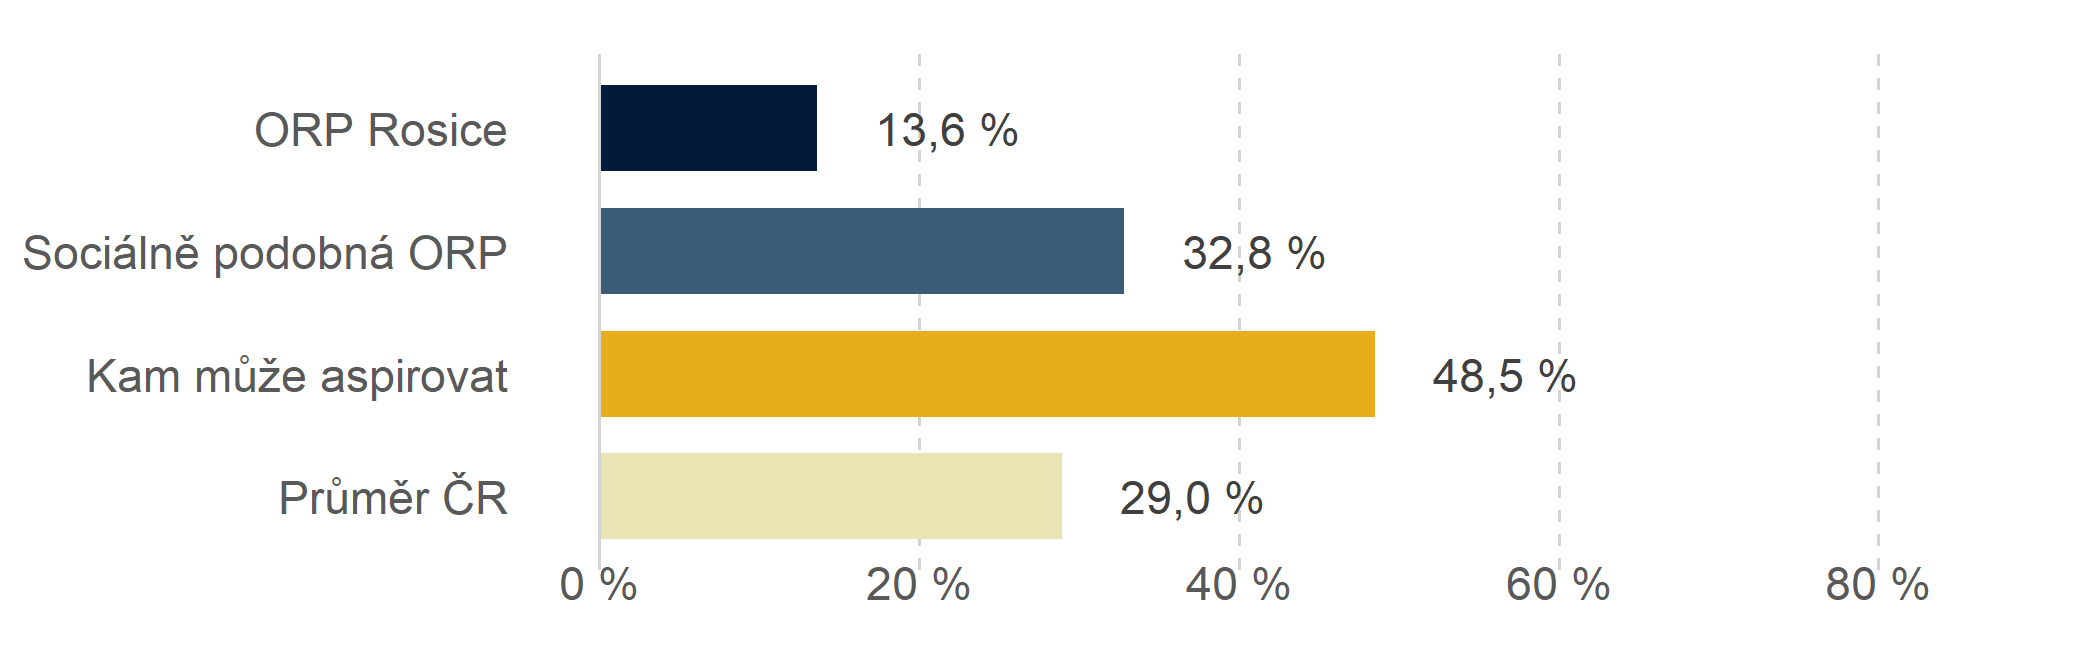 ORP Rosice 13,6 %
Sociálně podobná ORP 32,8 %
Kam může aspirovat 48,5 %
Průměr ČR 29,0 %
0 % 20 % 40 % 60 % 80 %